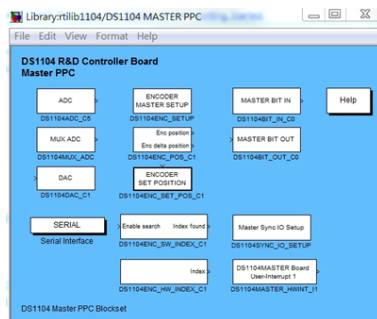 Library:rtilib1104/DS1104 MASTER PPC
File Edit View Format Help
DS1104 R&D Controller Board
Master PPC
ADC
DS1104ADC_C5
ENCODER
MASTER SETUP
DS1104ENC_SETUP
MASTER BIT IN
DS1104BIT_IN_C0
Help
MUX ADC
DS1104MUX_ADC
Enc position
Enc delta position
DS1104ENC_POS_C1
MASTER BIT OUT
DS1104BIT_OUT_C0
DAC
DS1104DAC_C1
ENCODER
SET POSITION
DS1104ENC_SET_POS_C1
SERIAL
Serial Interface
Enable search Index found
DS1104ENC_SW_INDEX_C1
Master Sync IO Setup
DS1104SYNC_IO_SETUP
Index
DS1104ENC_HW_INDEX_C1
DS1104MASTER Board
User-Interrupt 1
DS1104MASTER_HWINT_I1
DS1104 Master PPC Blockset